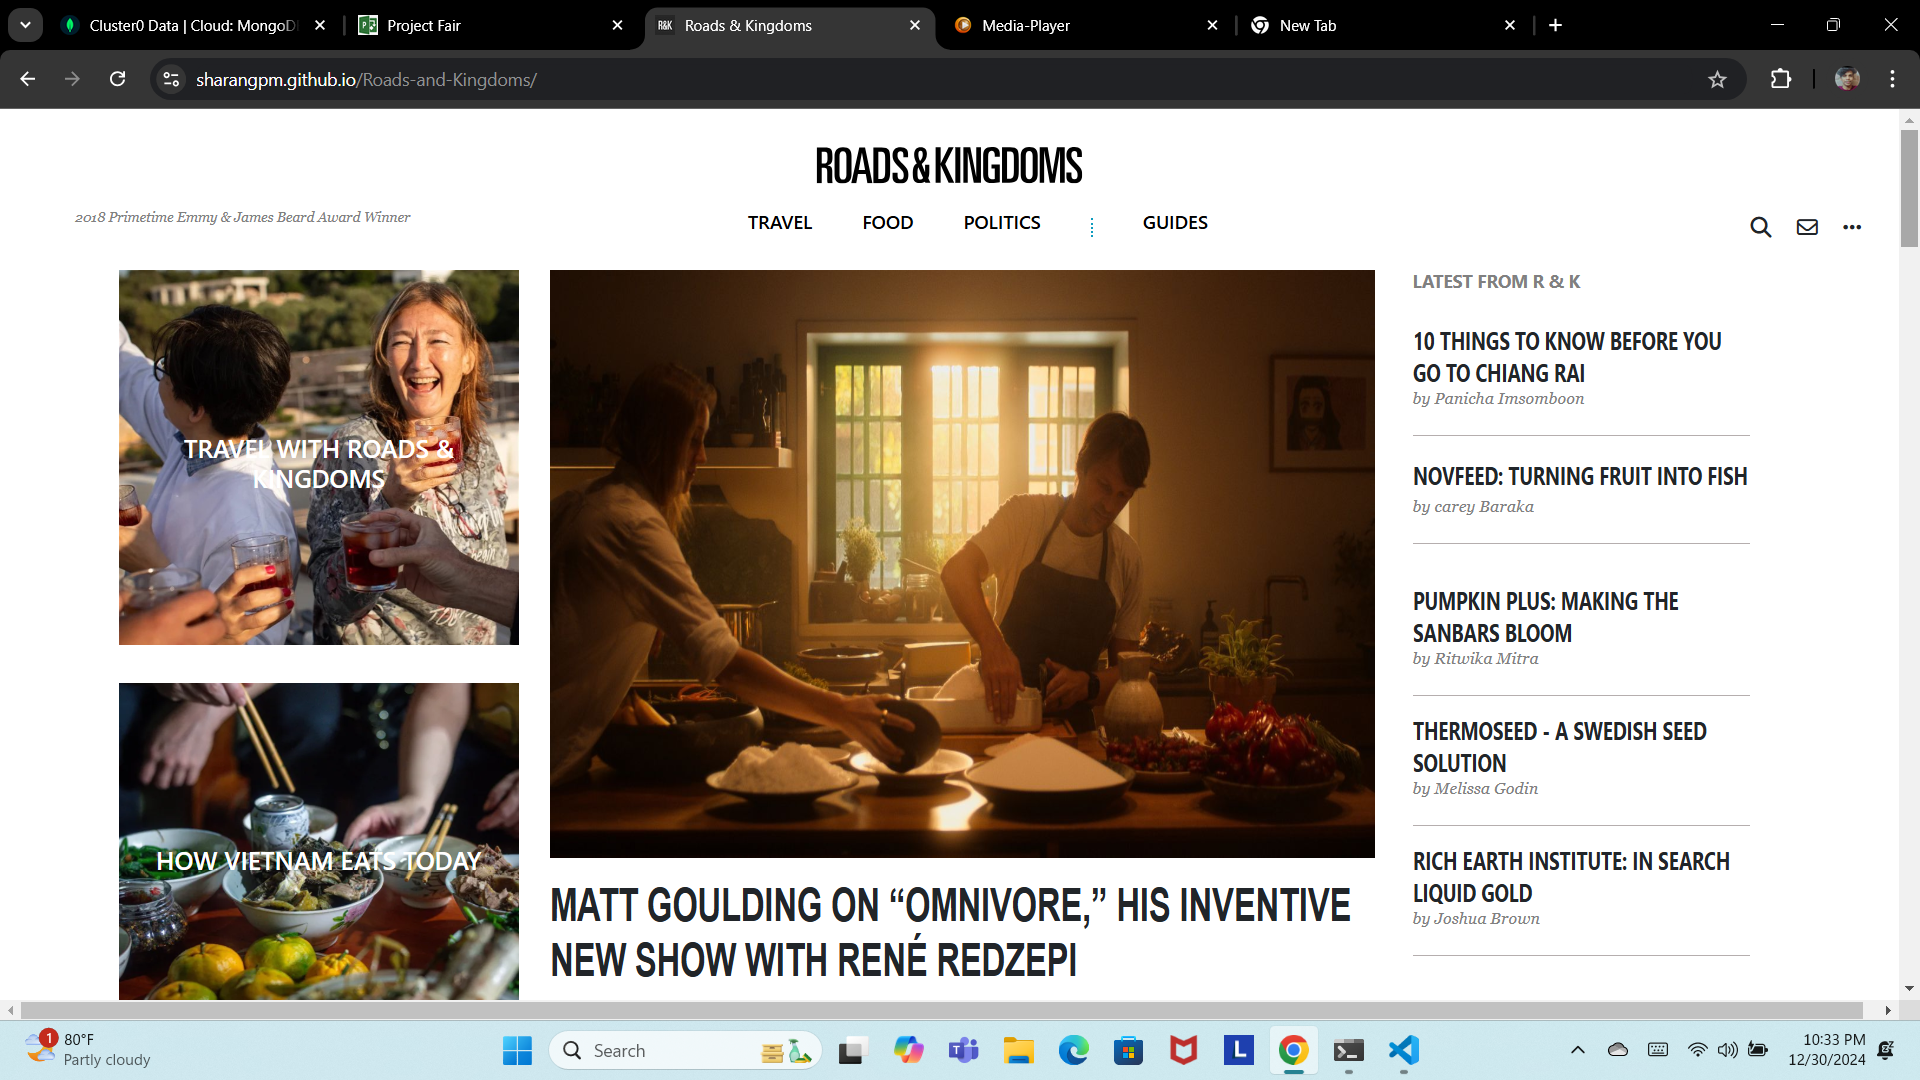 Cluster0 Data | Cloud: MongoD
Project Fair
R&K Roads & Kingdoms
Media-Player
New Tab
sharangpm.github.io/Roads-and-Kingdoms/
ROADS & KINGDOMS
2018 Primetime Emmy & James Beard Award Winner
TRAVEL
FOOD
POLITICS
GUIDES
TRAVEL WITH ROADS &
KINGDOMS
HOW VIETNAM EATS TODAY
MATT GOULDING ON “OMNIVORE,” HIS INVENTIVE
NEW SHOW WITH RENÉ REDZEPI
LATEST FROM R & K
10 THINGS TO KNOW BEFORE YOU
GO TO CHIANG RAI
by Panicha Imsomboon
NOVFEED: TURNING FRUIT INTO FISH
by carey Baraka
PUMPKIN PLUS: MAKING THE
SANBARS BLOOM
by Ritwika Mitra
THERMOSEED - A SWEDISH SEED
SOLUTION
by Melissa Godin
RICH EARTH INSTITUTE: IN SEARCH
LIQUID GOLD
by Joshua Brown
1
80°F
Partly cloudy
Search
L
10:33 PM
12/30/2024